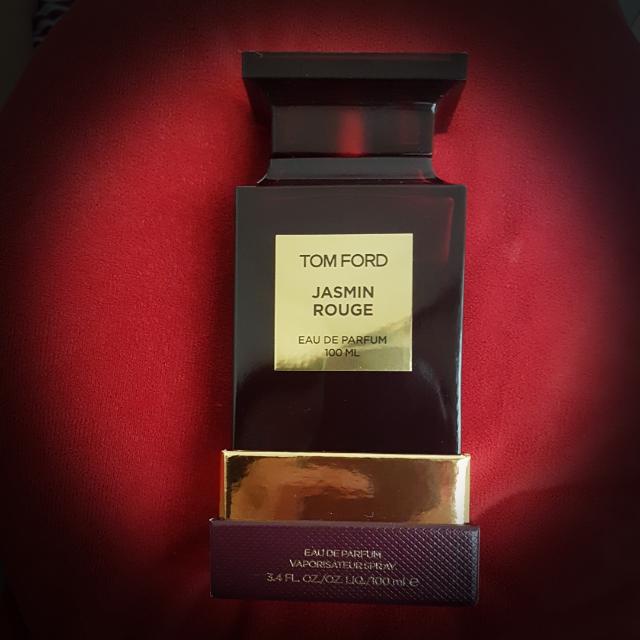 TOM FORD
JASMIN
ROUGE
EAU DE PARFUM
100 ML
EAU DE PARFUM
VAPORISATEUR SPRAY
3.4 FL. OZ./OZ. LIQ./100 ml ℮